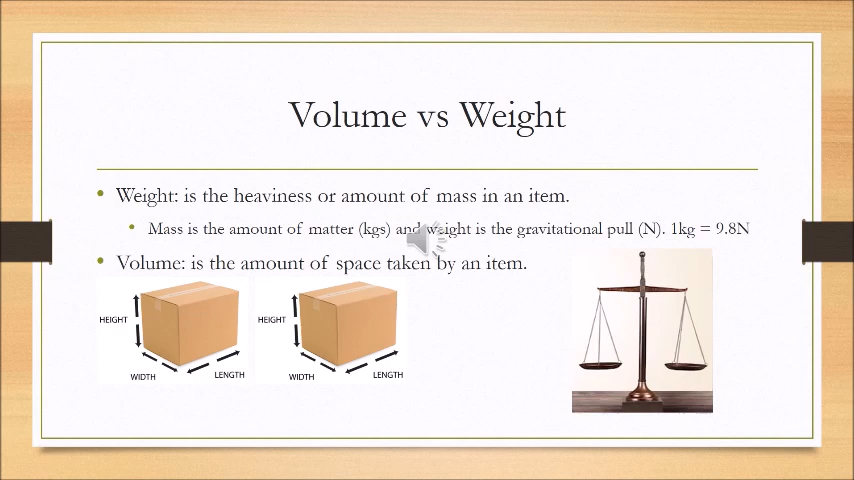 Volume vs Weight
• Weight: is the heaviness or amount of mass in an item.
• Mass is the amount of matter (kgs) and weight is the gravitational pull (N). 1kg = 9.8N
• Volume: is the amount of space taken by an item.
HEIGHT
WIDTH
LENGTH
HEIGHT
WIDTH
LENGTH